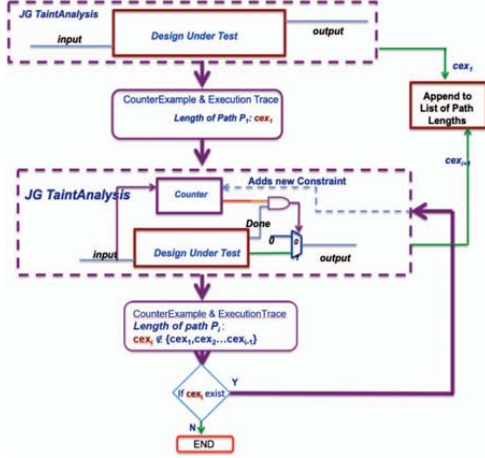 JG TaintAnalysis
input
Design Under Test
output
cex1
CounterExample & Execution Trace
Length of Path P1: cex1
Append to
List of Path
Lengths
cexi+1
JG TaintAnalysis
Adds new Constraint
Counter
Done
0
0
input
Design Under Test
output
CounterExample & ExecutionTrace
Length of path Pi:
cexi ∉ {cex1,cex2...cexi-1}
If cexi exist
Y
N
END